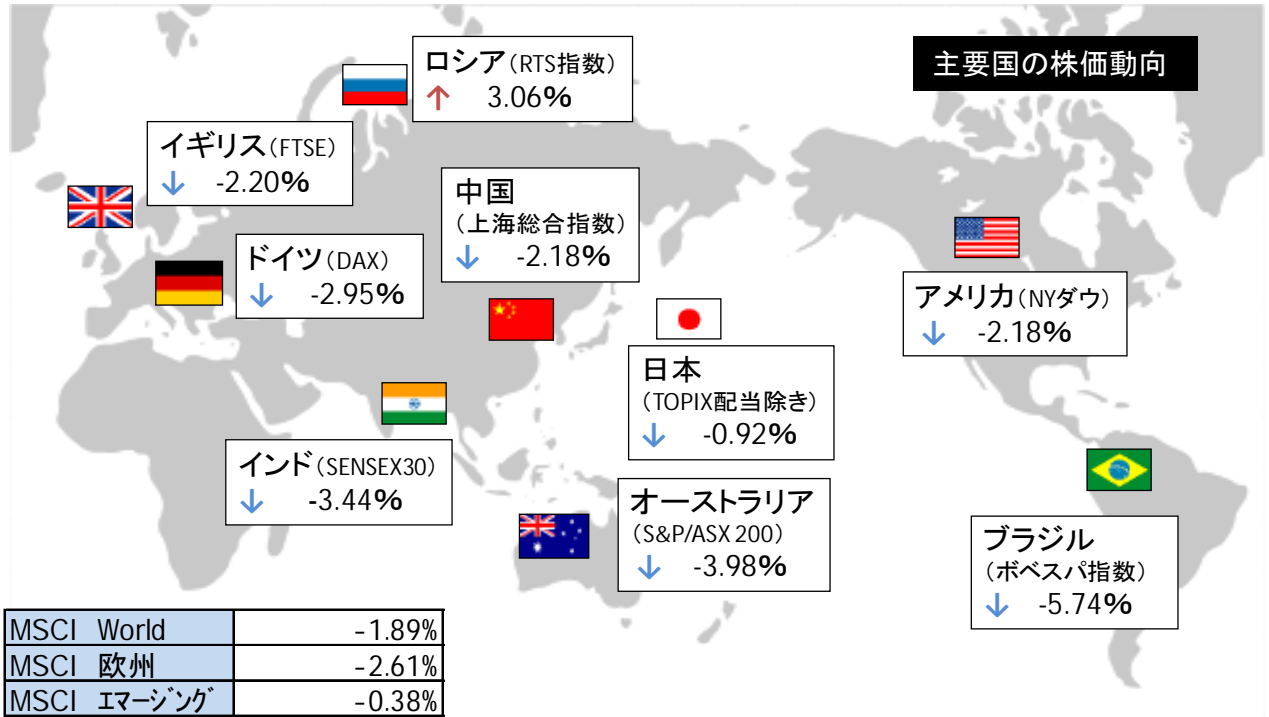 主要国の株価動向
ロシア(RTS指数)
↑ 3.06%
イギリス(FTSE)
↓ -2.20%
中国
(上海総合指数)
↓ -2.18%
ドイツ(DAX)
↓ -2.95%
アメリカ(NYダウ)
↓ -2.18%
日本
(TOPIX配当除き)
↓ -0.92%
インド(SENSEX30)
↓ -3.44%
オーストラリア
(S&P/ASX 200)
↓ -3.98%
ブラジル
(ボベスパ指数)
↓ -5.74%
MSCI World -1.89%
MSCI 欧州 -2.61%
MSCI ｴﾏｰｼﾞﾝｸﾞ -0.38%